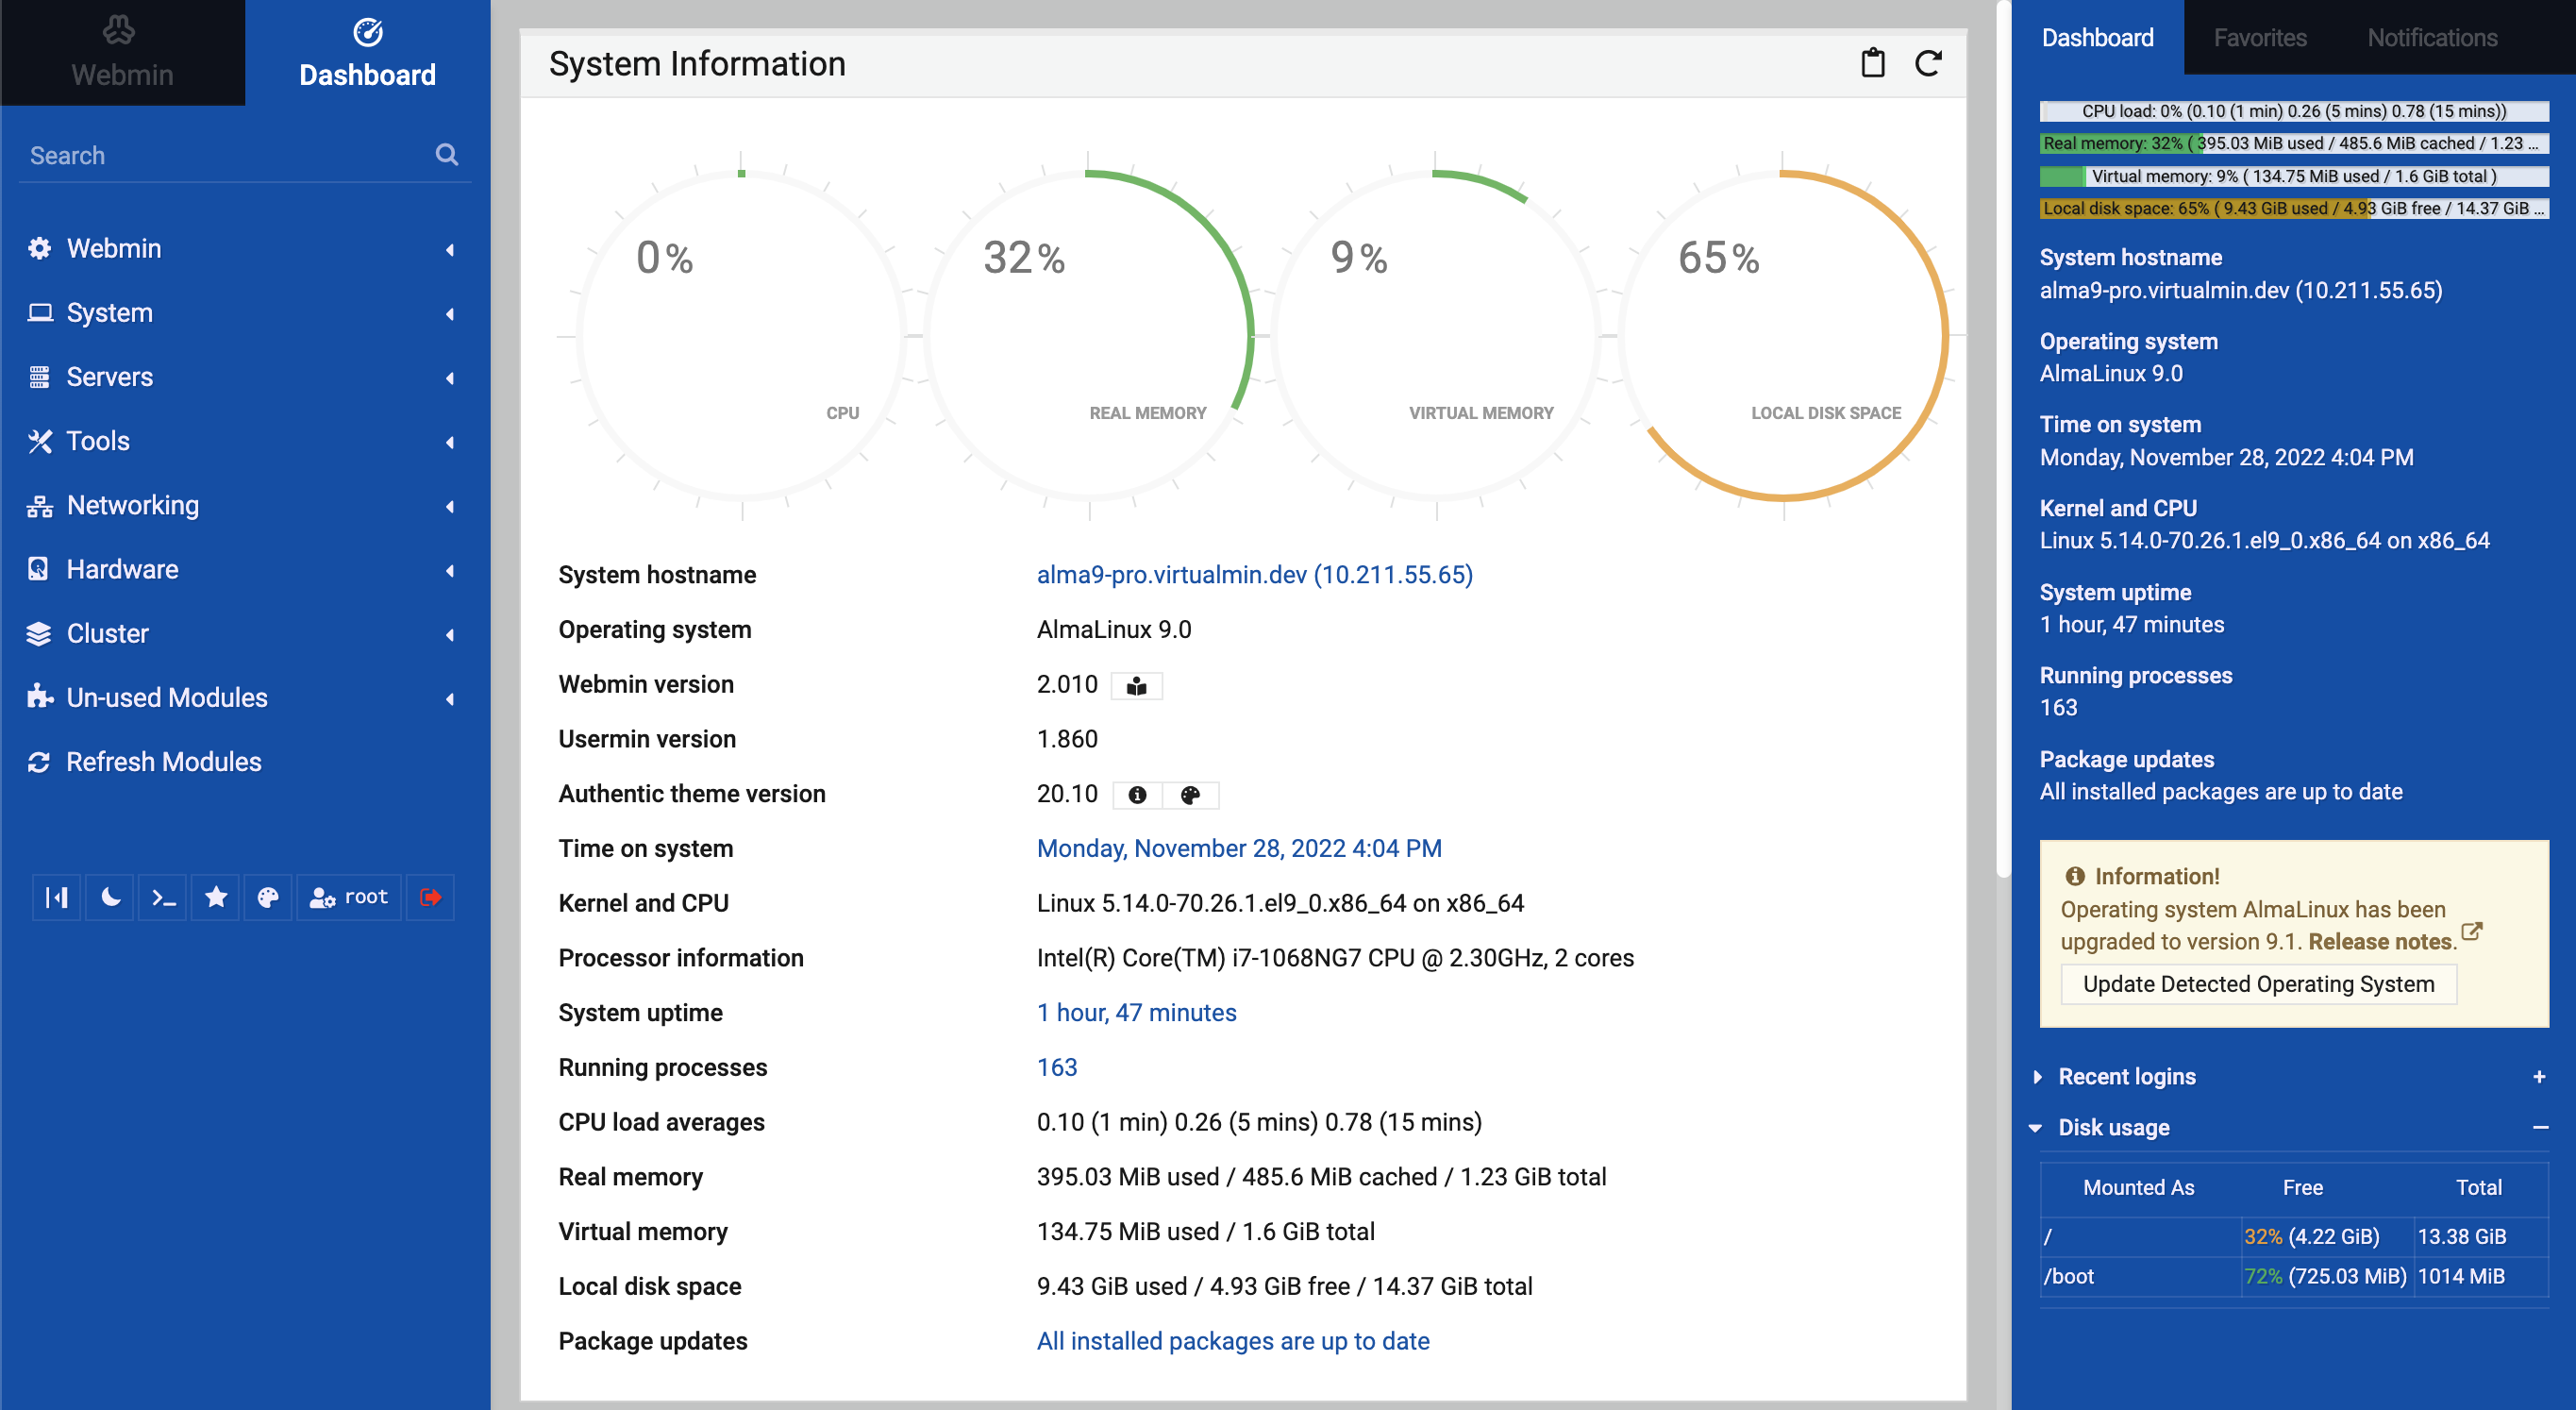 Webmin
Dashboard
Search
Webmin
System
Servers
Tools
Networking
Hardware
Cluster
Un-used Modules
Refresh Modules
root
System Information
0%
CPU
32%
REAL MEMORY
9%
VIRTUAL MEMORY
65%
LOCAL DISK SPACE
System hostname alma9-pro.virtualmin.dev (10.211.55.65)
Operating system AlmaLinux 9.0
Webmin version 2.010
Usermin version 1.860
Authentic theme version 20.10
Time on system Monday, November 28, 2022 4:04 PM
Kernel and CPU Linux 5.14.0-70.26.1.el9_0.x86_64 on x86_64
Processor information Intel(R) Core(TM) i7-1068NG7 CPU @ 2.30GHz, 2 cores
System uptime 1 hour, 47 minutes
Running processes 163
CPU load averages 0.10 (1 min) 0.26 (5 mins) 0.78 (15 mins)
Real memory 395.03 MiB used / 485.6 MiB cached / 1.23 GiB total
Virtual memory 134.75 MiB used / 1.6 GiB total
Local disk space 9.43 GiB used / 4.93 GiB free / 14.37 GiB total
Package updates All installed packages are up to date
Dashboard Favorites Notifications
CPU load: 0% (0.10 (1 min) 0.26 (5 mins) 0.78 (15 mins))
Real memory: 32% ( 395.03 MiB used / 485.6 MiB cached / 1.23 ...
Virtual memory: 9% ( 134.75 MiB used / 1.6 GiB total )
Local disk space: 65% ( 9.43 GiB used / 4.93 GiB free / 14.37 GiB ...
System hostname
alma9-pro.virtualmin.dev (10.211.55.65)
Operating system
AlmaLinux 9.0
Time on system
Monday, November 28, 2022 4:04 PM
Kernel and CPU
Linux 5.14.0-70.26.1.el9_0.x86_64 on x86_64
System uptime
1 hour, 47 minutes
Running processes
163
Package updates
All installed packages are up to date
Information!
Operating system AlmaLinux has been
upgraded to version 9.1. Release notes.
Update Detected Operating System
Recent logins
Disk usage
Mounted As Free Total
/ 32% (4.22 GiB) 13.38 GiB
/boot 72% (725.03 MiB) 1014 MiB